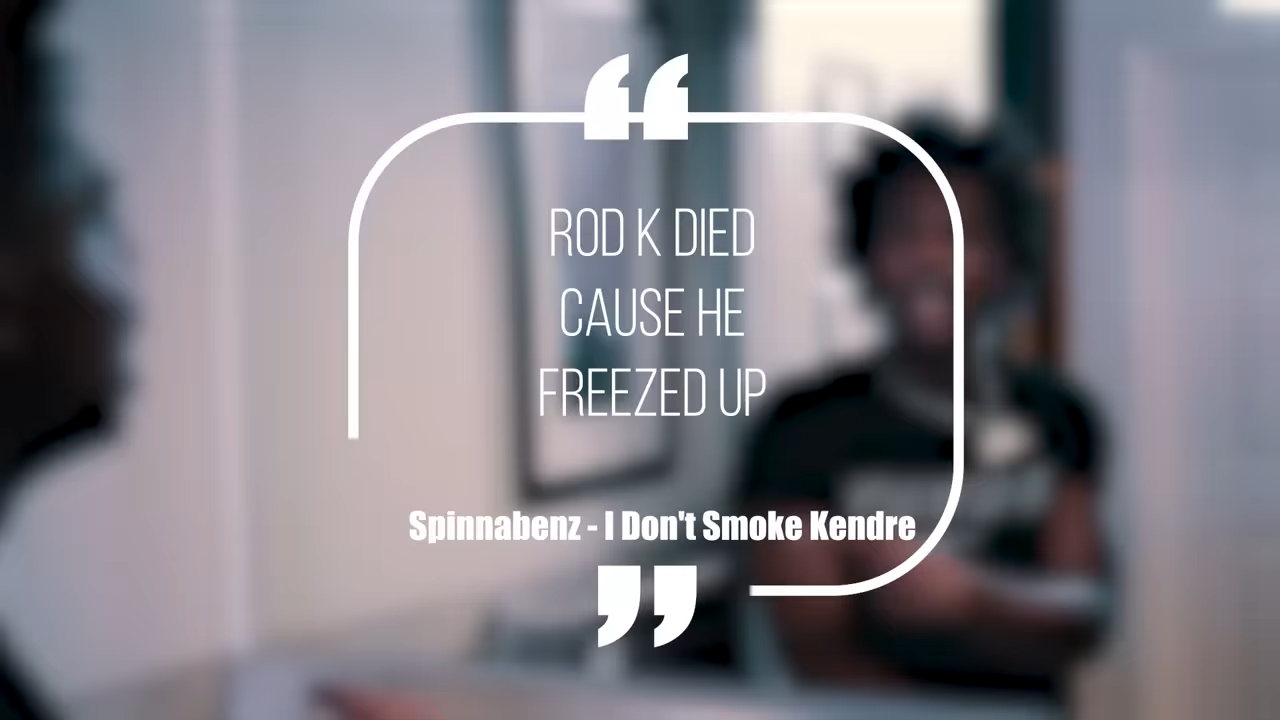 ROD K DIED
CAUSE HE
FREEZED UP
Spinnabenz - I Don't Smoke Kendre